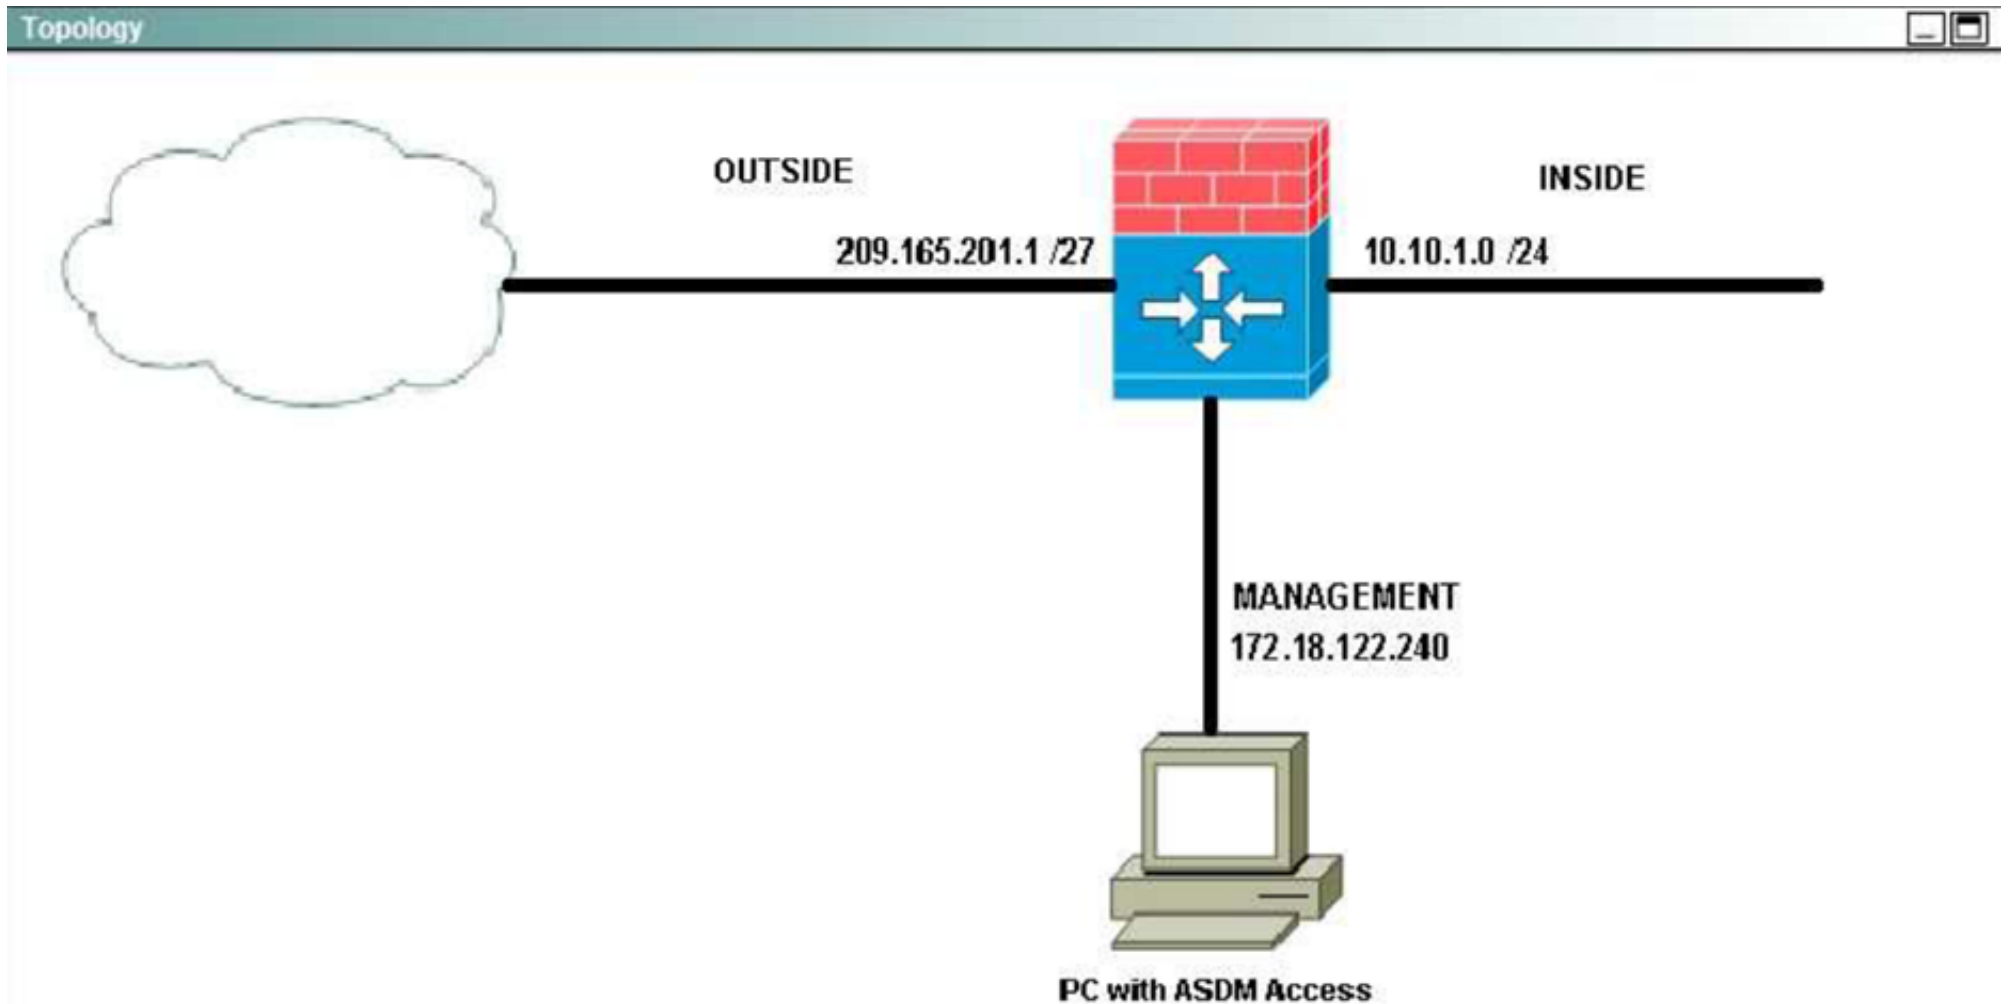 Topology
OUTSIDE
INSIDE
209.165.201.1 /27
10.10.1.0 /24
MANAGEMENT
172.18.122.240
PC with ASDM Access